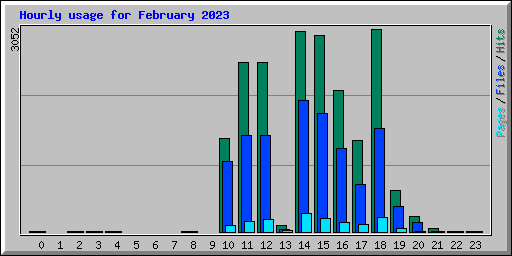 Hourly usage for February 2023
3052
Pages / Files / Hits
0 1 2 3 4 5 6 7 8 9 10 11 12 13 14 15 16 17 18 19 20 21 22 23